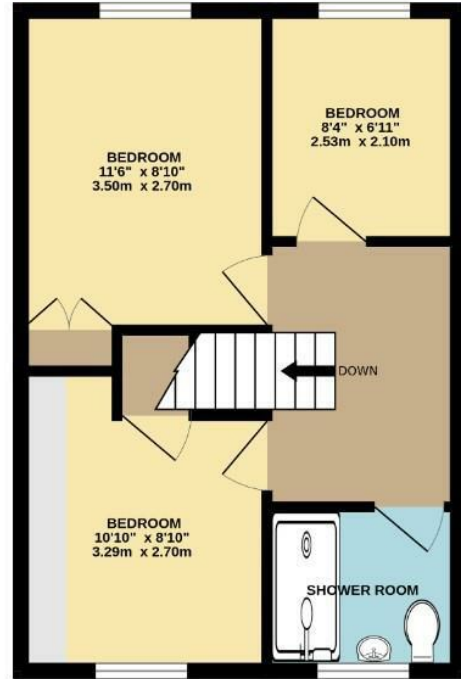 BEDROOM
11'6" x 8'10"
3.50m x 2.70m
BEDROOM
8'4" x 6'11"
2.53m x 2.10m
DOWN
BEDROOM
10'10" x 8'10"
3.29m x 2.70m
SHOWER ROOM